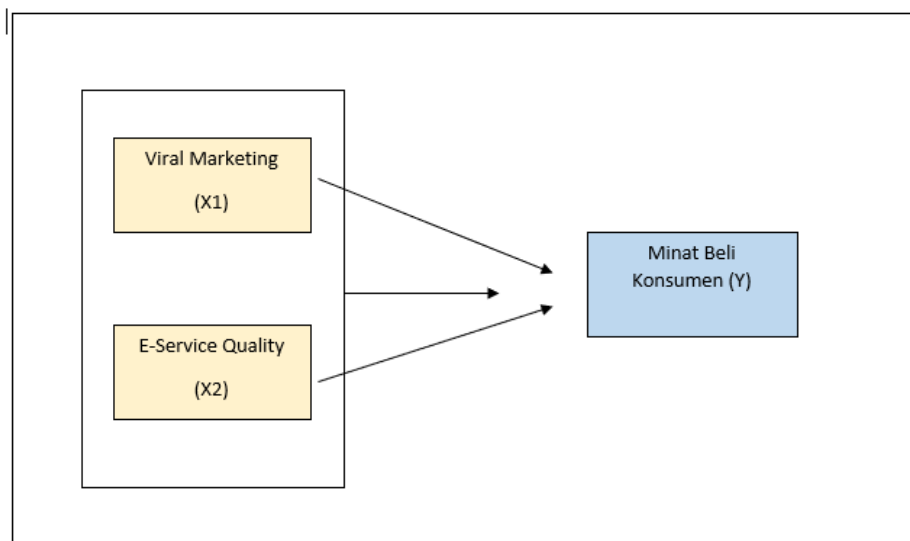 Viral Marketing
(X1)
E-Service Quality
(X2)
Minat Beli
Konsumen (Y)